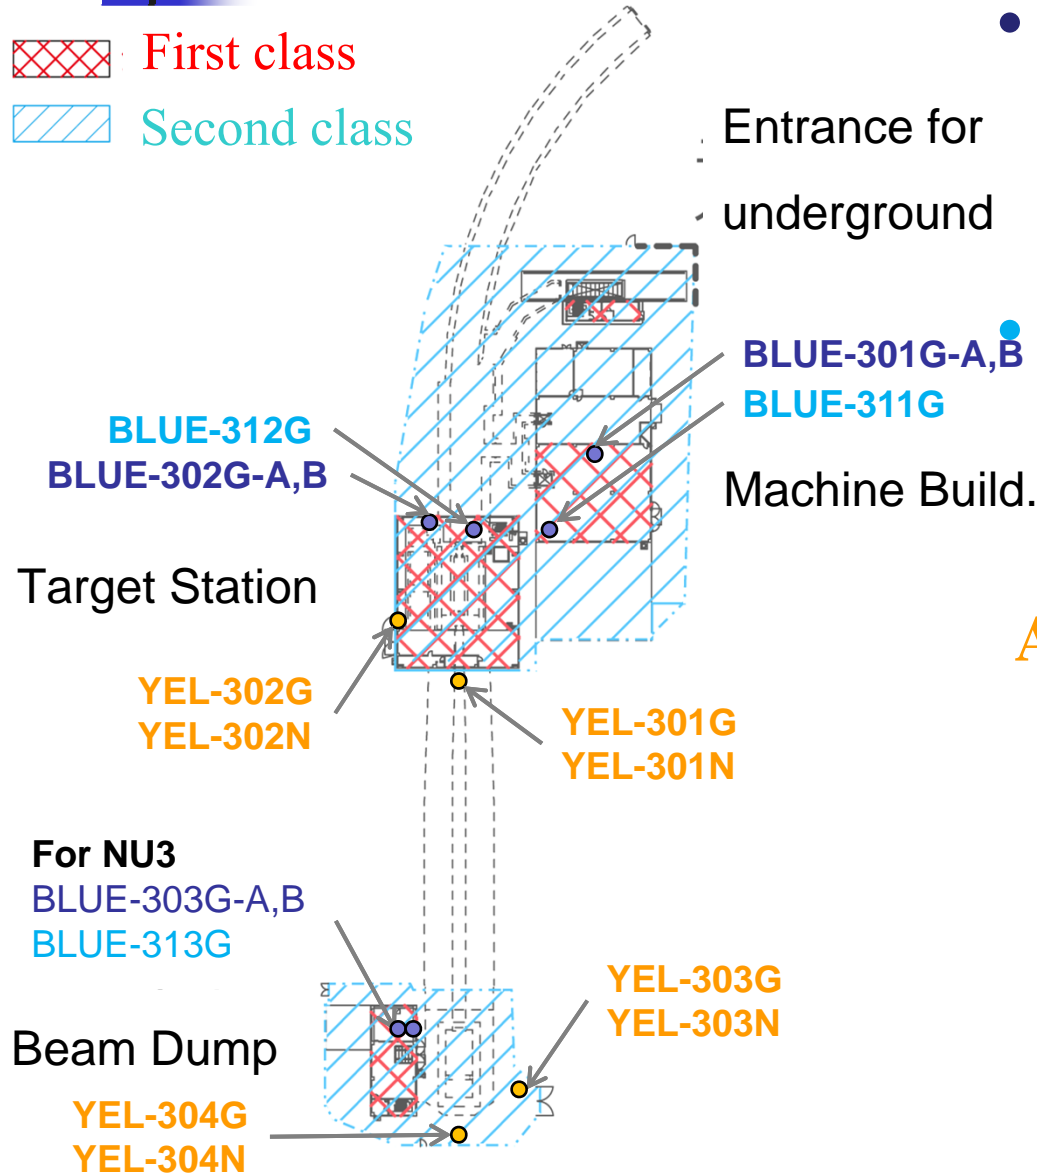 First class
Second class
Entrance for
underground
BLUE-301G-A,B
BLUE-311G
BLUE-312G
BLUE-302G-A,B
Machine Build.
Target Station
YEL-302G
YEL-302N
YEL-301G
YEL-301N
For NU3
BLUE-303G-A,B
BLUE-313G
YEL-303G
YEL-303N
Beam Dump
YEL-304G
YEL-304N